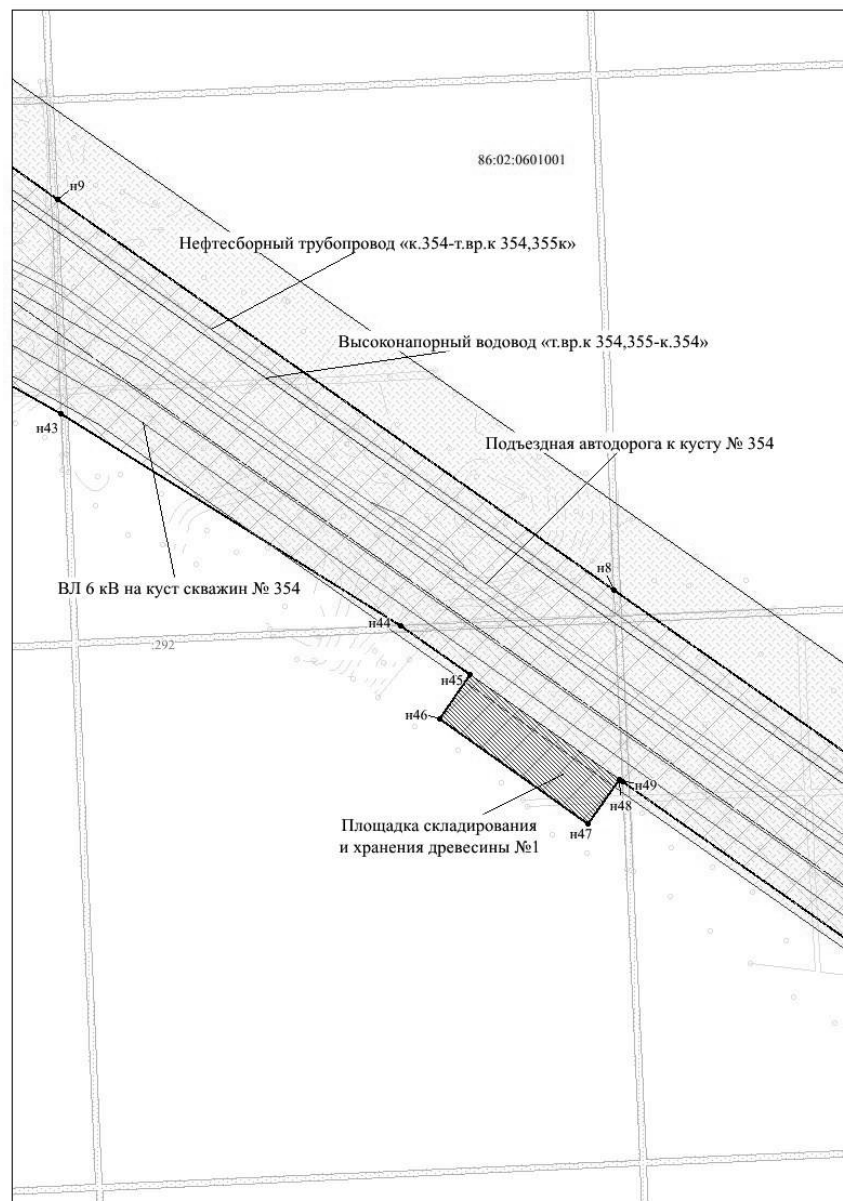 86:02:0601001
н9
Нефтесборный трубопровод «к.354-т.вр.к 354,355к»
Высоконапорный водовод «т.вр.к 354,355-к.354»
н43
Подъездная автодорога к кусту № 354
н8
ВЛ 6 кВ на куст скважин № 354
н44
:292
н45
н46
н49
н48
Площадка складирования
и хранения древесины №1
н47